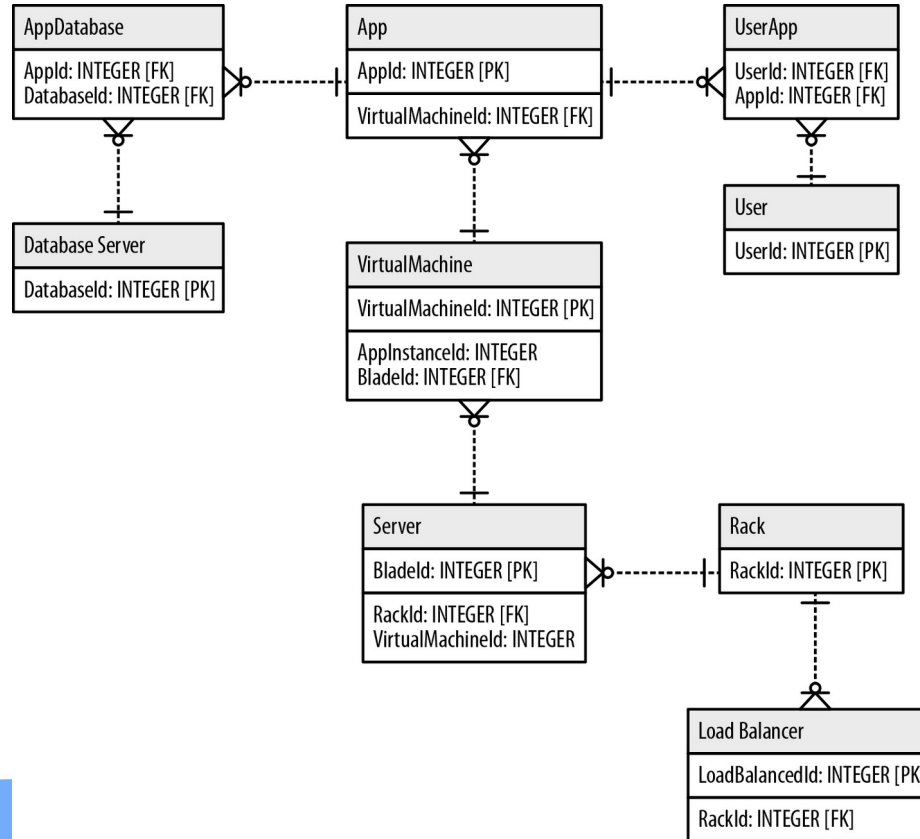 AppDatabase
AppId: INTEGER [FK]
DatabaseId: INTEGER [FK]
App
AppId: INTEGER [PK]
VirtualMachineId: INTEGER [FK]
UserApp
UserId: INTEGER [FK]
AppId: INTEGER [FK]
User
UserId: INTEGER [PK]
Database Server
DatabaseId: INTEGER [PK]
VirtualMachine
VirtualMachineId: INTEGER [PK]
AppInstanceId: INTEGER
BladeId: INTEGER [FK]
Server
BladeId: INTEGER [PK]
RackId: INTEGER [FK]
VirtualMachineId: INTEGER
Rack
RackId: INTEGER [PK]
Load Balancer
LoadBalancedId: INTEGER [PK
RackId: INTEGER [FK]